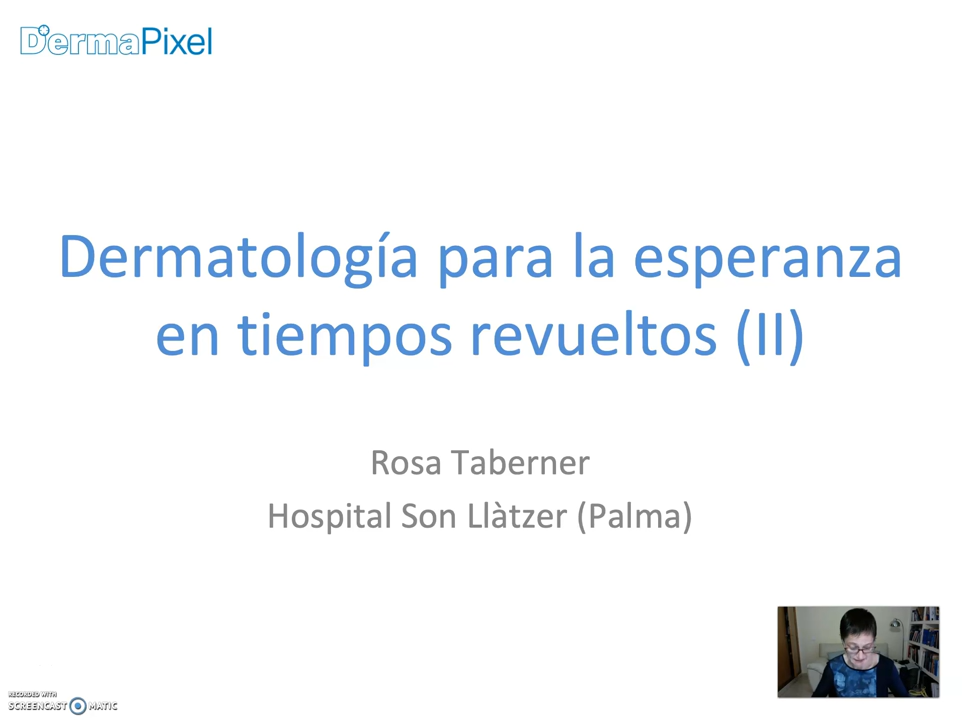 DermaPixel
Dermatología para la esperanza
en tiempos revueltos (II)
Rosa Taberner
Hospital Son Llàtzer (Palma)
RECORDED WITH
SCREENCAST MATIC